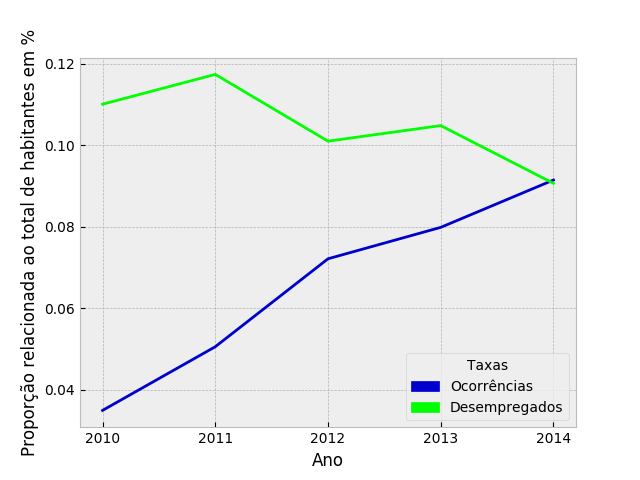 Proporção relacionada ao total de habitantes em %
0.12
0.10
0.08
0.06
0.04
Taxas
Ocorrências
Desempregados
2010 2011 2012 2013 2014
Ano